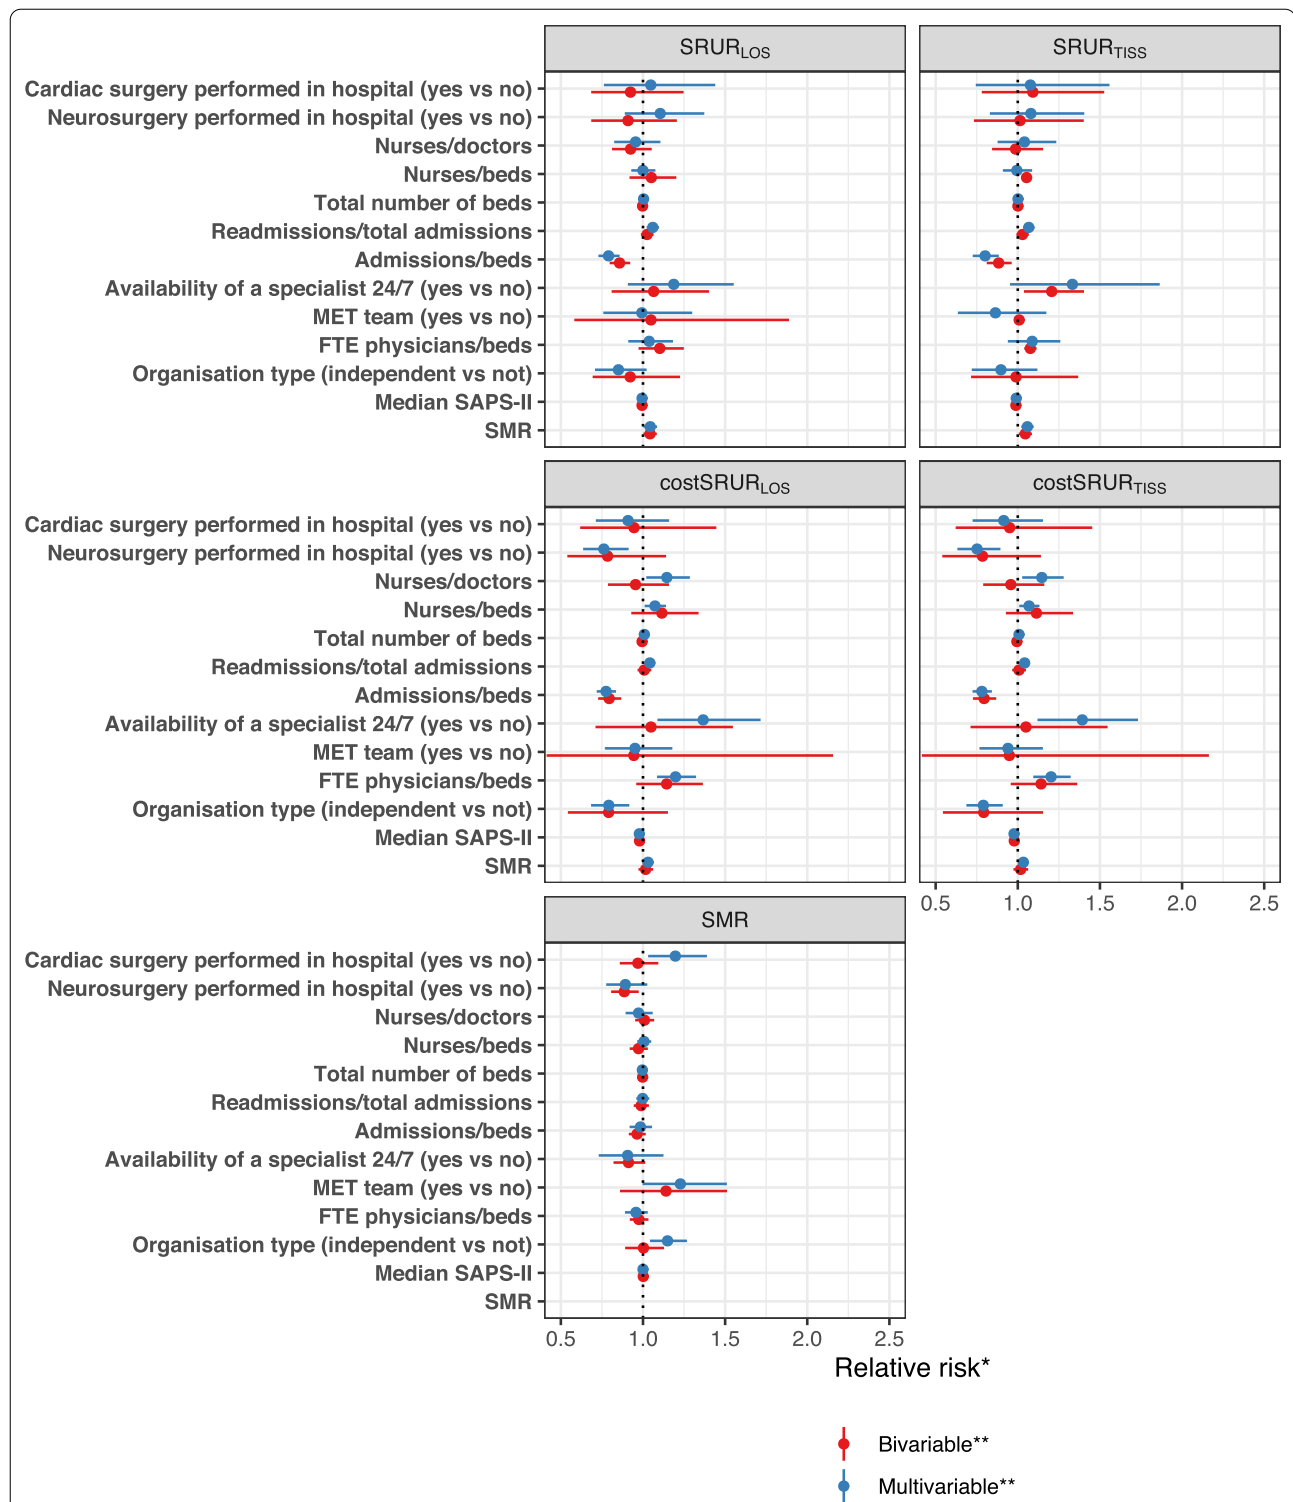 SRURLOS
SRURTISS
Cardiac surgery performed in hospital (yes vs no)
Neurosurgery performed in hospital (yes vs no)
Nurses/doctors
Nurses/beds
Total number of beds
Readmissions/total admissions
Admissions/beds
Availability of a specialist 24/7 (yes vs no)
MET team (yes vs no)
FTE physicians/beds
Organisation type (independent vs not)
Median SAPS-II
SMR
costSRURLOS
costSRURTISS
Cardiac surgery performed in hospital (yes vs no)
Neurosurgery performed in hospital (yes vs no)
Nurses/doctors
Nurses/beds
Total number of beds
Readmissions/total admissions
Admissions/beds
Availability of a specialist 24/7 (yes vs no)
MET team (yes vs no)
FTE physicians/beds
Organisation type (independent vs not)
Median SAPS-II
SMR
0.5 1.0 1.5 2.0 2.5
SMR
Cardiac surgery performed in hospital (yes vs no)
Neurosurgery performed in hospital (yes vs no)
Nurses/doctors
Nurses/beds
Total number of beds
Readmissions/total admissions
Admissions/beds
Availability of a specialist 24/7 (yes vs no)
MET team (yes vs no)
FTE physicians/beds
Organisation type (independent vs not)
Median SAPS-II
SMR
0.5 1.0 1.5 2.0 2.5
Relative risk*
Bivariable**
Multivariable**